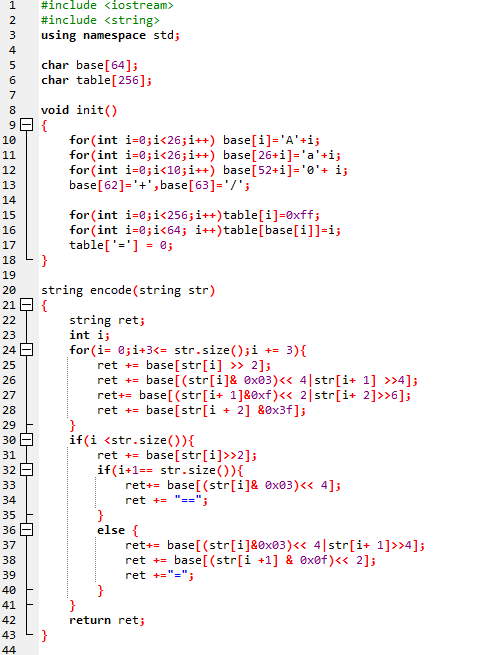 1 #include <iostream>
2 #include <string>
3 using namespace std;
4
5 char base[64];
6 char table[256];
7
8 void init()
9 {
10 for(int i=0;i<26;i++) base[i]='A'+i;
11 for(int i=0;i<26;i++) base[26+i]='a'+i;
12 for(int i=0;i<10;i++) base[52+i]='0'+ i;
13 base[62]='+',base[63]='/';
14
15 for(int i=0;i<256;i++)table[i]=0xff;
16 for(int i=0;i<64; i++)table[base[i]]=i;
17 table['='] = 0;
18 }
19
20 string encode(string str)
21 {
22 string ret;
23 int i;
24 for(i= 0;i+3<= str.size();i += 3){
25 ret += base[str[i] >> 2];
26 ret += base[(str[i]& 0x03)<< 4|str[i+ 1] >>4];
27 ret+= base[(str[i+ 1]&0xf)<< 2|str[i+ 2]>>6];
28 ret += base[str[i + 2] &0x3f];
29 }
30 if(i <str.size()){
31 ret += base[str[i]>>2];
32 if(i+1== str.size()){
33 ret+= base[(str[i]& 0x03)<< 4];
34 ret += "==";
35 }
36 else {
37 ret+= base[(str[i]&0x03)<< 4|str[i+ 1]>>4];
38 ret += base[(str[i +1] & 0x0f)<< 2];
39 ret +="=";
40 }
41 }
42 return ret;
43 }
44